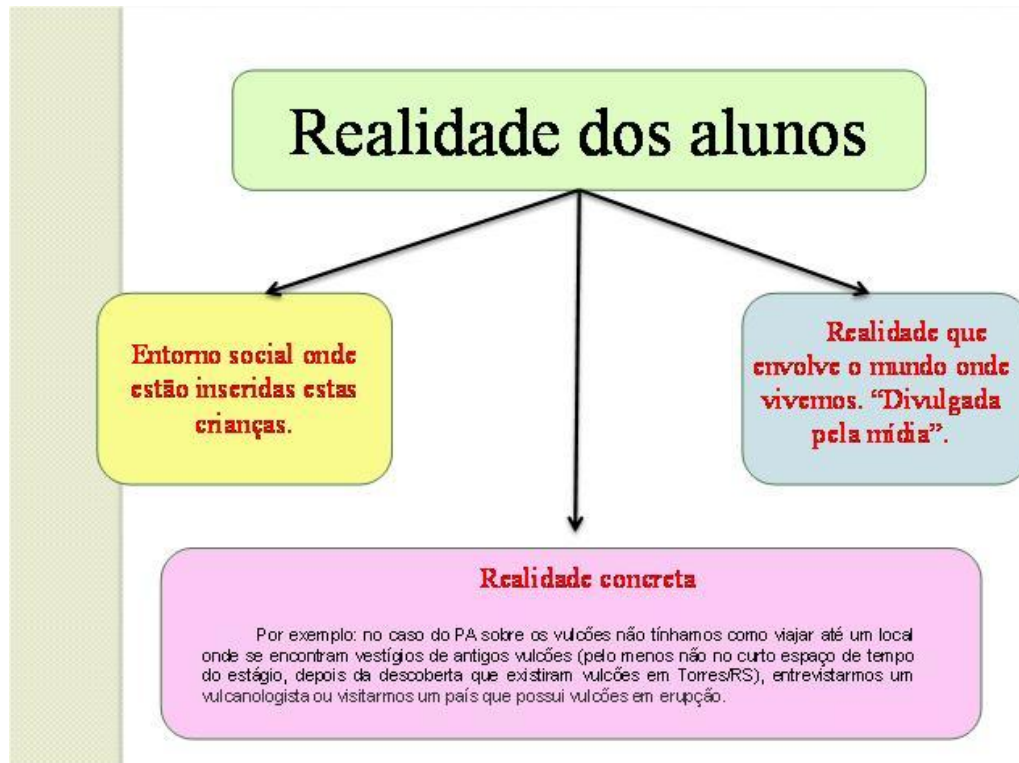 Realidade dos alunos
Entorno social onde
estão inseridas estas
crianças.
Realidade que
envolve o mundo onde
vivemos. “Divulgada
pela mídia”.
Realidade concreta
Por exemplo: no caso do PA sobre os vulcões não tínhamos como viajar até um local
onde se encontram vestígios de antigos vulcões (pelo menos não no curto espaço de tempo
do estágio, depois da descoberta que existiram vulcões em Torres/RS), entrevistarmos um
vulcanologista ou visitarmos um país que possui vulcões em erupção.